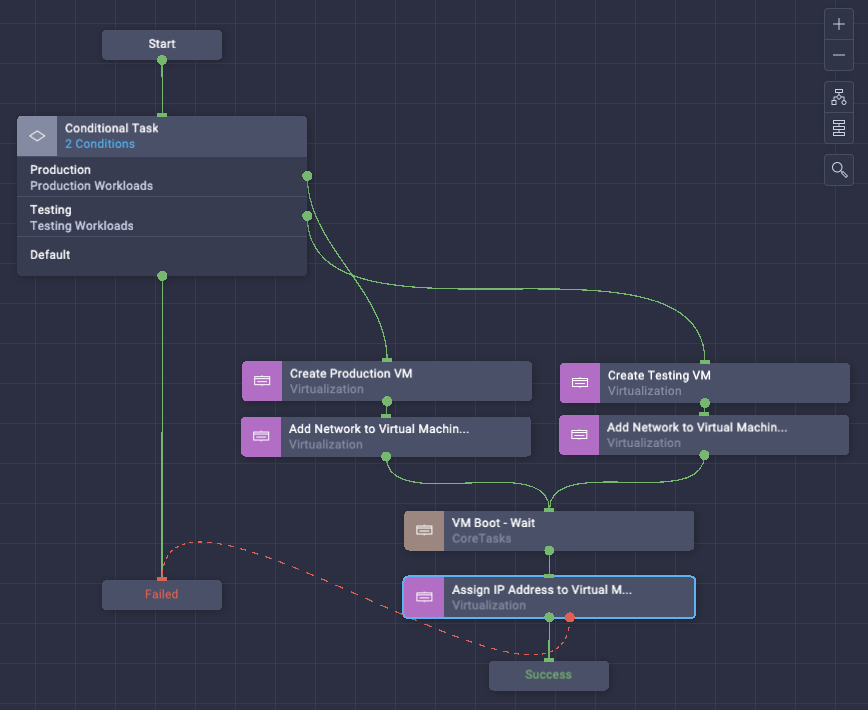 Start
Conditional Task
2 Conditions
Production
Production Workloads
Testing
Testing Workloads
Default
Create Production VM
Virtualization
Create Testing VM
Virtualization
Add Network to Virtual Machin...
Virtualization
Add Network to Virtual Machin...
Virtualization
VM Boot - Wait
CoreTasks
Assign IP Address to Virtual M...
Virtualization
Failed
Success